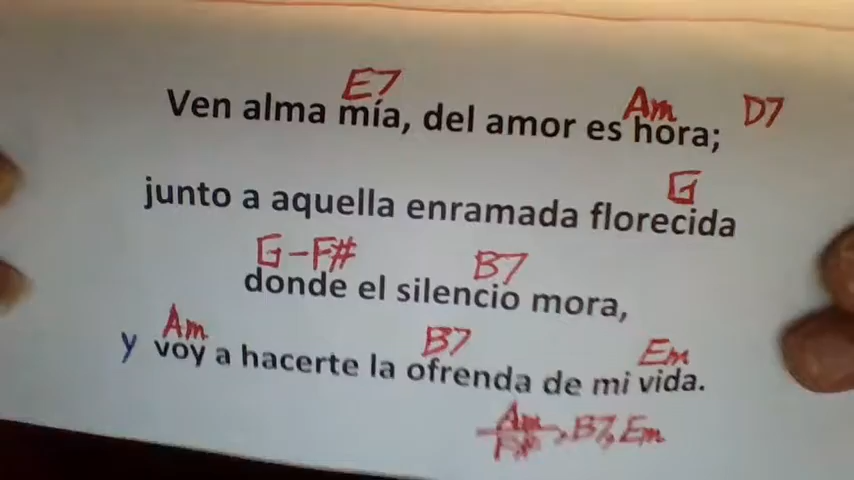 E7 Am D7
Ven alma mía, del amor es hora;
G
junto a aquella enramada florecida
G-F# B7
donde el silencio mora,
Am B7 Em
y voy a hacerte la ofrenda de mi vida.
Am/F#, B7, Em